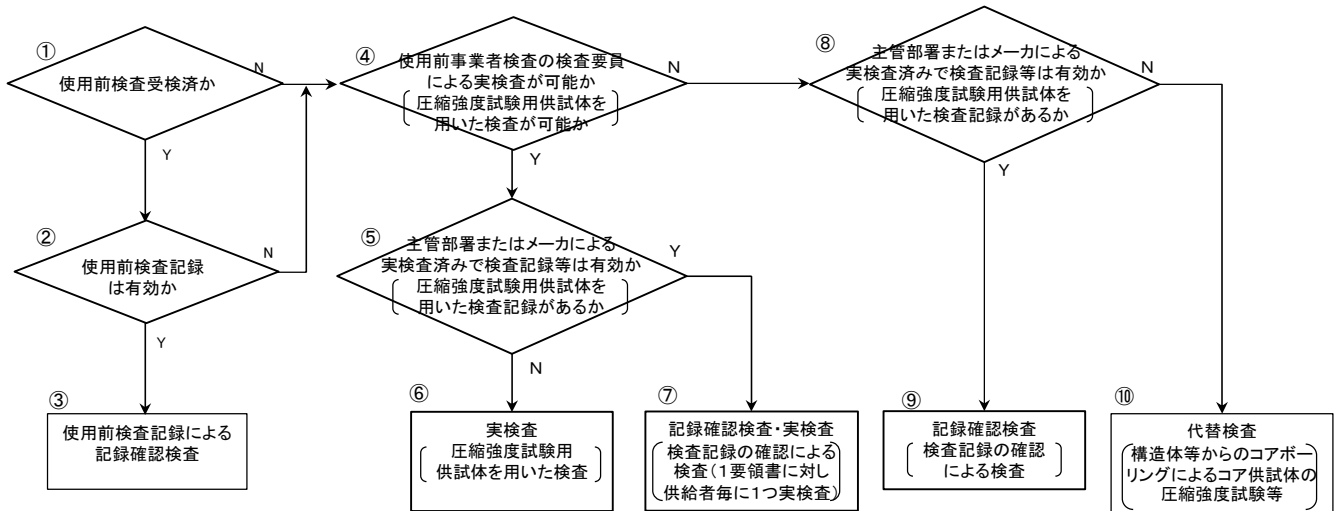 ①
使用前検査受検済か
N
Y
②
使用前検査記録
は有効か
N
Y
③
使用前検査記録による
記録確認検査
④
使用前事業者検査の検査要員
による実検査が可能か
圧縮強度試験用供試体を
用いた検査が可能か
N
Y
⑤
主管部署またはメーカによる
実検査済みで検査記録等は有効か
圧縮強度試験用供試体を
用いた検査記録があるか
Y
N
⑥
実検査
圧縮強度試験用
供試体を用いた検査
⑦
記録確認検査・実検査
検査記録の確認による
検査(1要領書に対し
供給者毎に1つ実検査)
⑧
主管部署またはメーカによる
実検査済みで検査記録等は有効か
圧縮強度試験用供試体を
用いた検査記録があるか
N
Y
⑨
記録確認検査
検査記録の確認
による検査
⑩
代替検査
構造体等からのコアボー
リングによるコア供試体の
圧縮強度試験等